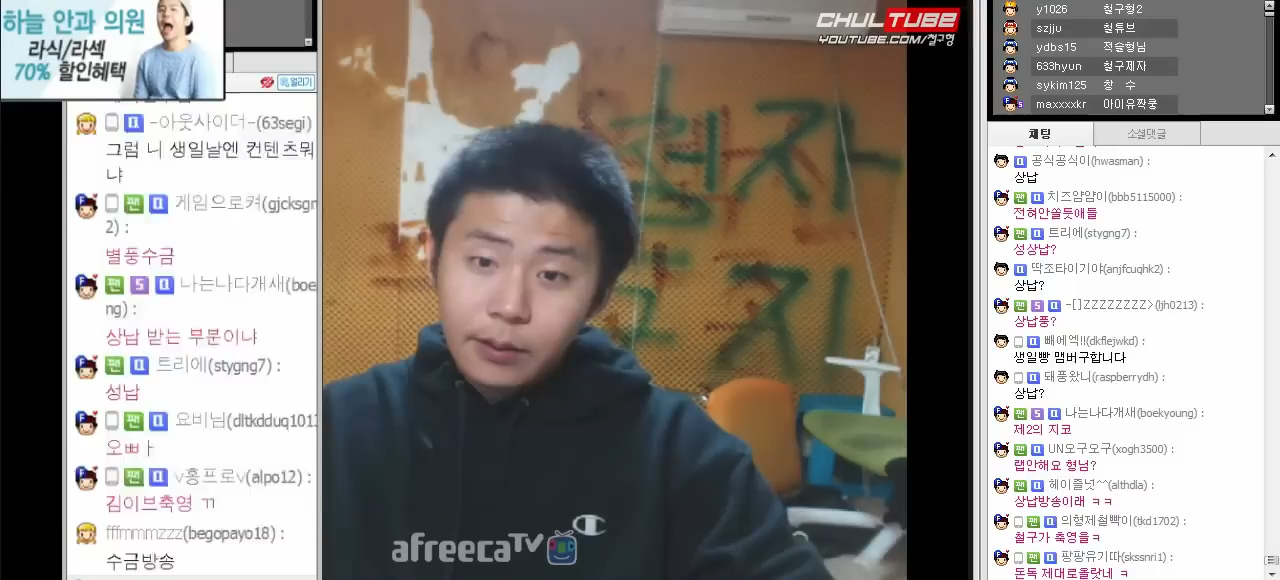 하늘 안과 의원
라식/라섹
70% 할인혜택
열리기
-아웃사이더-(63segi)
그럼 니 생일날엔 컨텐츠뭐
냐
게임으로켜(gjcksgn
2) :
별풍수금
나는나다개새(boe
ng) :
상납 받는 부분이냐
트리에(stygng7) :
성납
요비님(dltkdduq101
오빠ㅏ
v홍프로v(alpo12) :
김이브축영 ㄲ
fffmmmzzz(begopayo18) :
수금방송
CHULTUBE
YOUTUBE.COM/철구형
afreecaTV
y1026 철구형2
szjju 철튜브
ydbs15 적슬형님
633hyun 철구제자
sykim125 창 수
maxxxkr 아이유짝쿵
채팅 소셜댓글
공식공식이(hwasman) :
상납
치즈얌얌이(bbb5115000) :
전혀안쏠듯애들
트리에(stygng7) :
성상납?
딱조타이기야(anjfcuqhk2) :
상납?
-[]ZZZZZZZZ>(ljh0213) :
상납풍?
빼에엑!!(dkflejwkd) :
생일빵 맴버구합니다
돼퐁왔니(raspberrydh) :
상납?
나는나다개새(boekyoung) :
제2의 지코
UN오구오구(xogh3500) :
랩안해요 형님?
헤이즐넛^^(althdla) :
상납방송이래 ㅋㅋ
의형제철빡이(tkd1702) :
철구가 축영을ㅋ
팡팡유기따(skssnri1) :
돈독 제대로올랏네 ㅋ